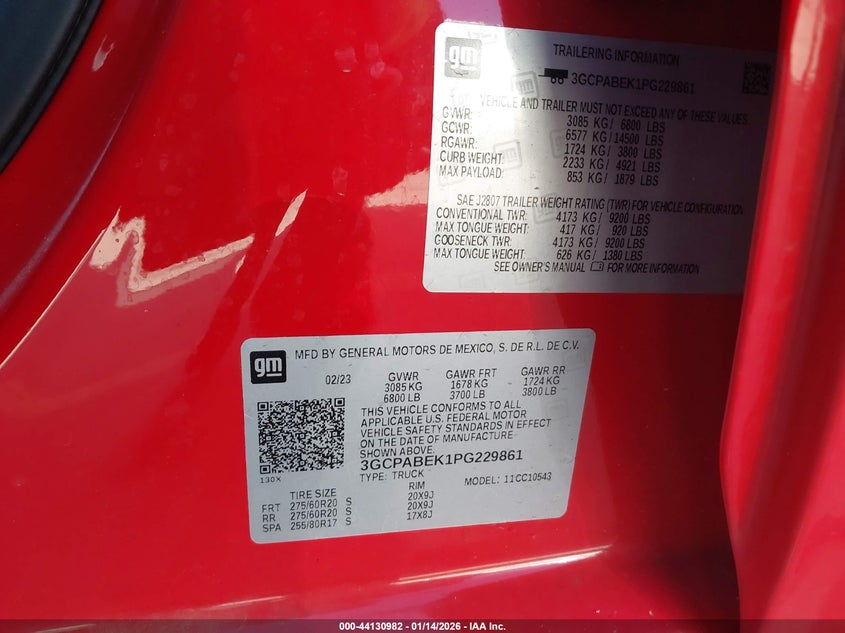 gm
TRAILERING INFORMATION
3GCPABEK1PG229861
VEHICLE AND TRAILER MUST NOT EXCEED ANY OF THESE VALUES
GVWR: 3085 KG / 6800 LBS
GCWR: 6577 KG / 14500 LBS
RGAWR: 1724 KG / 3800 LBS
CURB WEIGHT: 2233 KG / 4921 LBS
MAX PAYLOAD: 853 KG / 1879 LBS
SAE J2807 TRAILER WEIGHT RATING (TWR) FOR VEHICLE CONFIGURATION
CONVENTIONAL TWR: 4173 KG / 9200 LBS
MAX TONGUE WEIGHT: 417 KG / 920 LBS
GOOSENECK TWR: 4173 KG / 9200 LBS
MAX TONGUE WEIGHT: 626 KG / 1380 LBS
SEE OWNER'S MANUAL FOR MORE INFORMATION
gm
MFD BY GENERAL MOTORS DE MEXICO, S. DE R.L. DE C.V.
02/23 GVWR GAWR FRT GAWR RR
3085 KG 1678 KG 1724 KG
6800 LB 3700 LB 3800 LB
THIS VEHICLE CONFORMS TO ALL
APPLICABLE U.S. FEDERAL MOTOR
VEHICLE SAFETY STANDARDS IN EFFECT
ON THE DATE OF MANUFACTURE
SHOWN ABOVE.
3GCPABEK1PG229861
130X
TYPE: TRUCK MODEL: 11CC10543
TIRE SIZE RIM
FRT 275/60R20 S 20X9J
RR 275/60R20 S 20X9J
SPA 255/80R17 S 17X8J
000-44130982 - 01/14/2026 - IAA Inc.